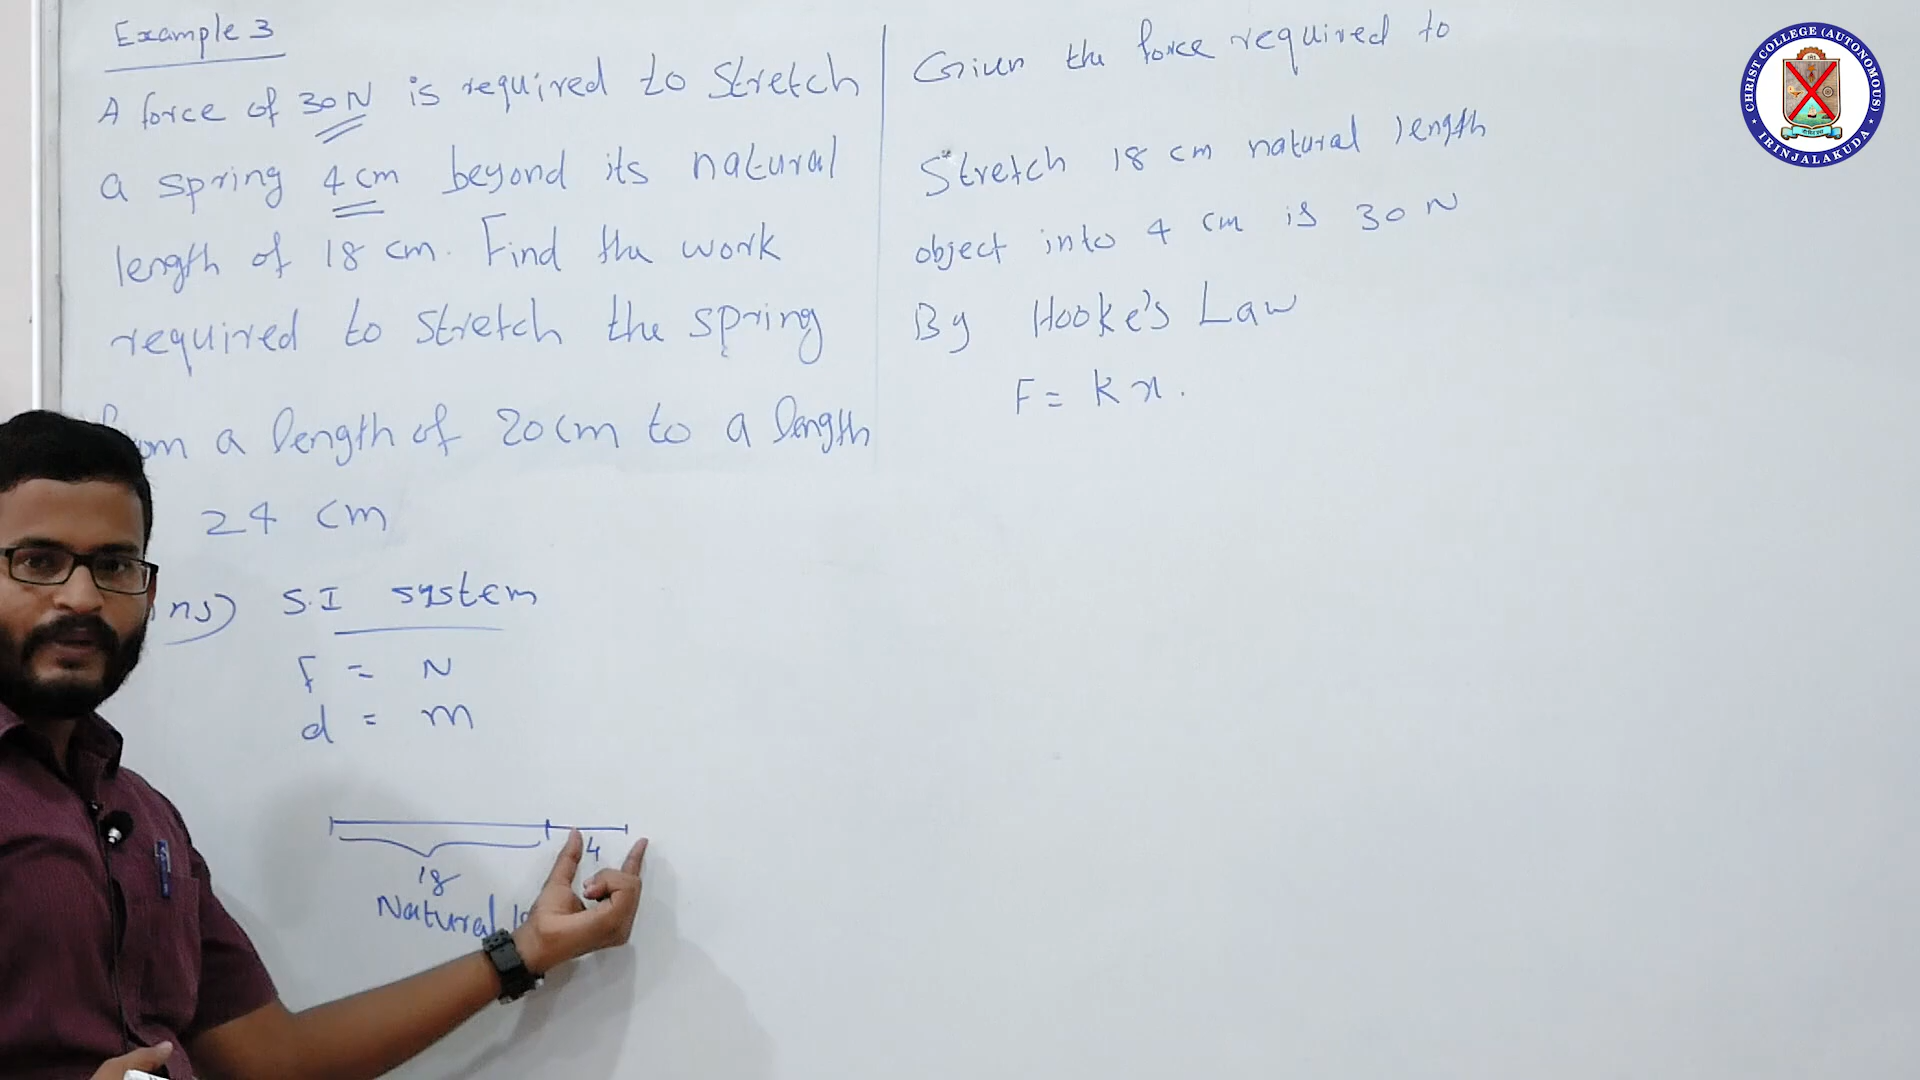 Example 3
A force of 30 N is required to stretch
a spring 4 cm beyond its natural
length of 18 cm. Find the work
required to stretch the spring
a length of 20 cm to a length
24 cm
S.I system
F = N
d = m
4
18
Natural
Given the force required to
stretch 18 cm natural length
object into 4 cm is 30 N
By Hooke's Law
F = k x.
CHRIST COLLEGE (AUTONOMOUS)
IRINJALAKUDA